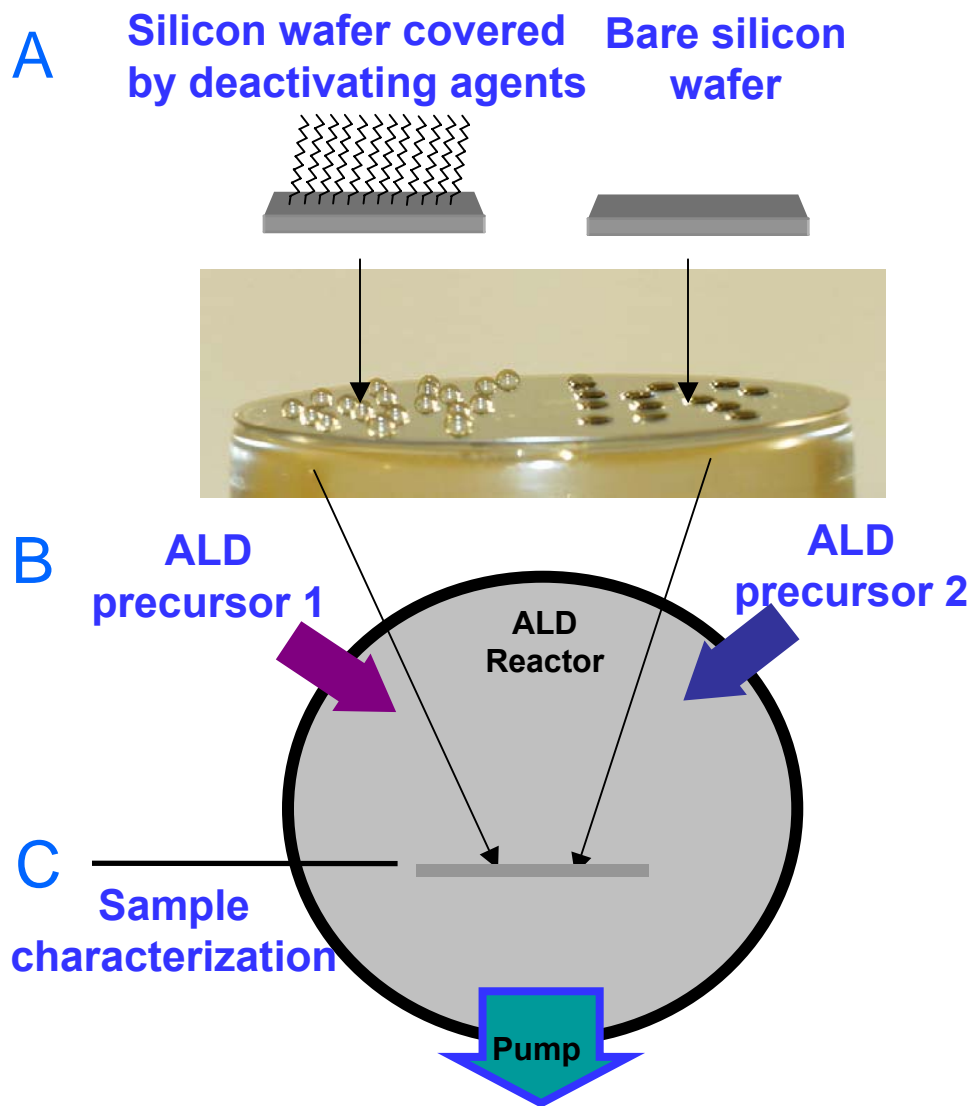 A
Silicon wafer covered
by deactivating agents
Bare silicon
wafer
B
ALD
precursor 1
ALD
precursor 2
ALD
Reactor
C
Sample
characterization
Pump